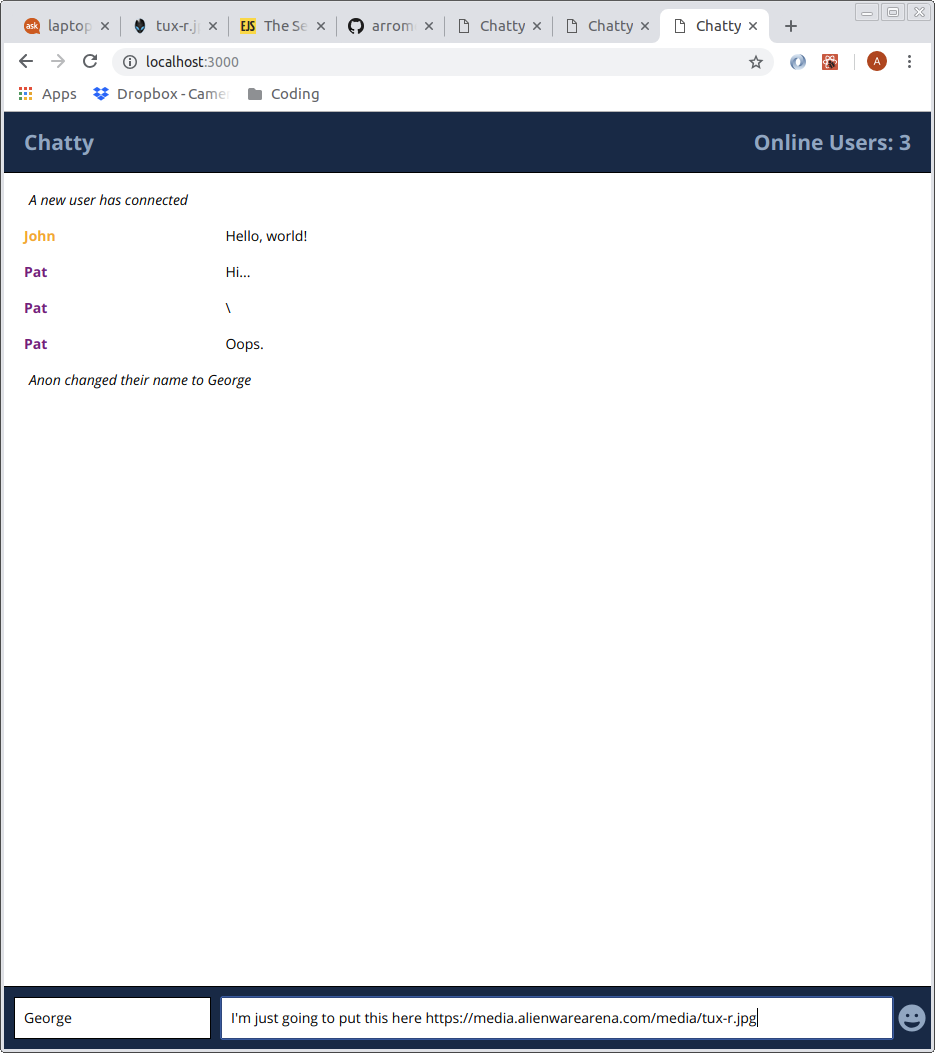 ask laptop tux-r.j EJS The Se arrom Chatty Chatty Chatty
localhost:3000 A
Apps Dropbox - Camer Coding
Chatty Online Users: 3
A new user has connected
John Hello, world!
Pat Hi...
Pat \
Pat Oops.
Anon changed their name to George
George I'm just going to put this here https://media.alienwarearena.com/media/tux-r.jpg